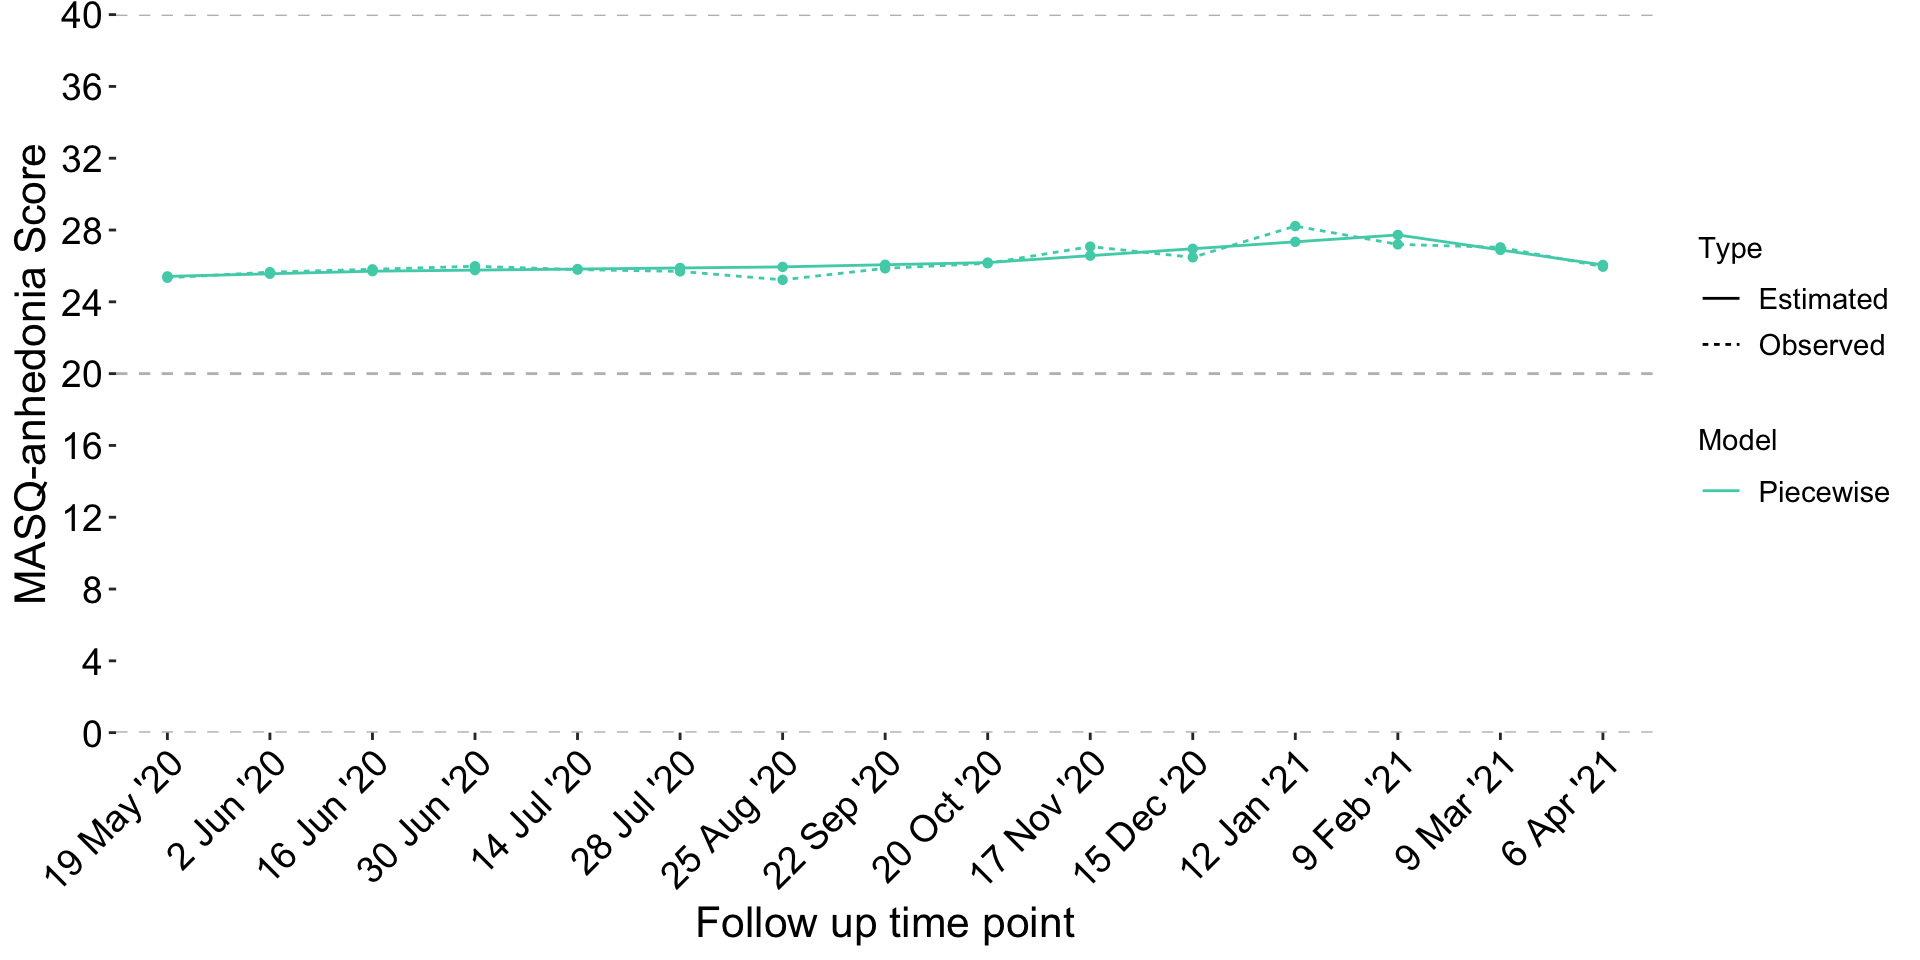 MASQ-anhedonia Score
40
36
32
28
24
20
16
12
8
4
0
19 May '20
2 Jun '20
16 Jun '20
30 Jun '20
14 Jul '20
28 Jul '20
25 Aug '20
22 Sep '20
20 Oct '20
17 Nov '20
15 Dec '20
12 Jan '21
9 Feb '21
9 Mar '21
6 Apr '21
Follow up time point
Type
Estimated
Observed
Model
Piecewise